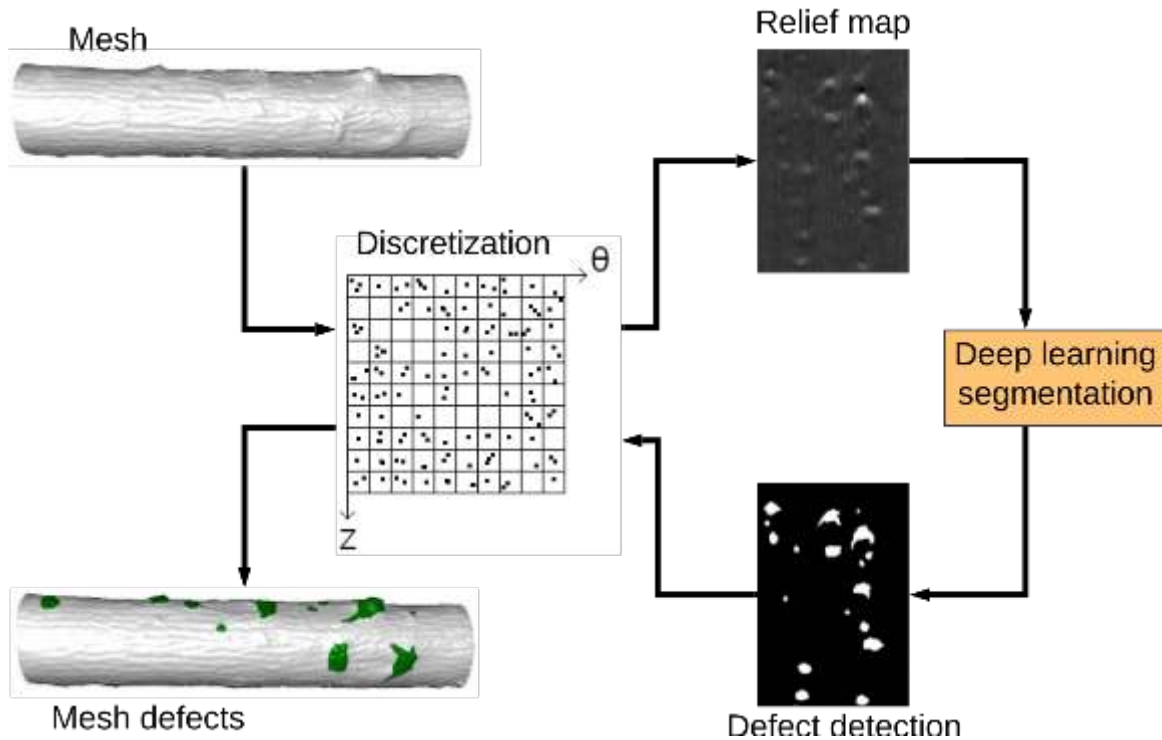 Mesh
Relief map
Discretization
θ
Deep learning
segmentation
Z
Mesh defects
Defect detection